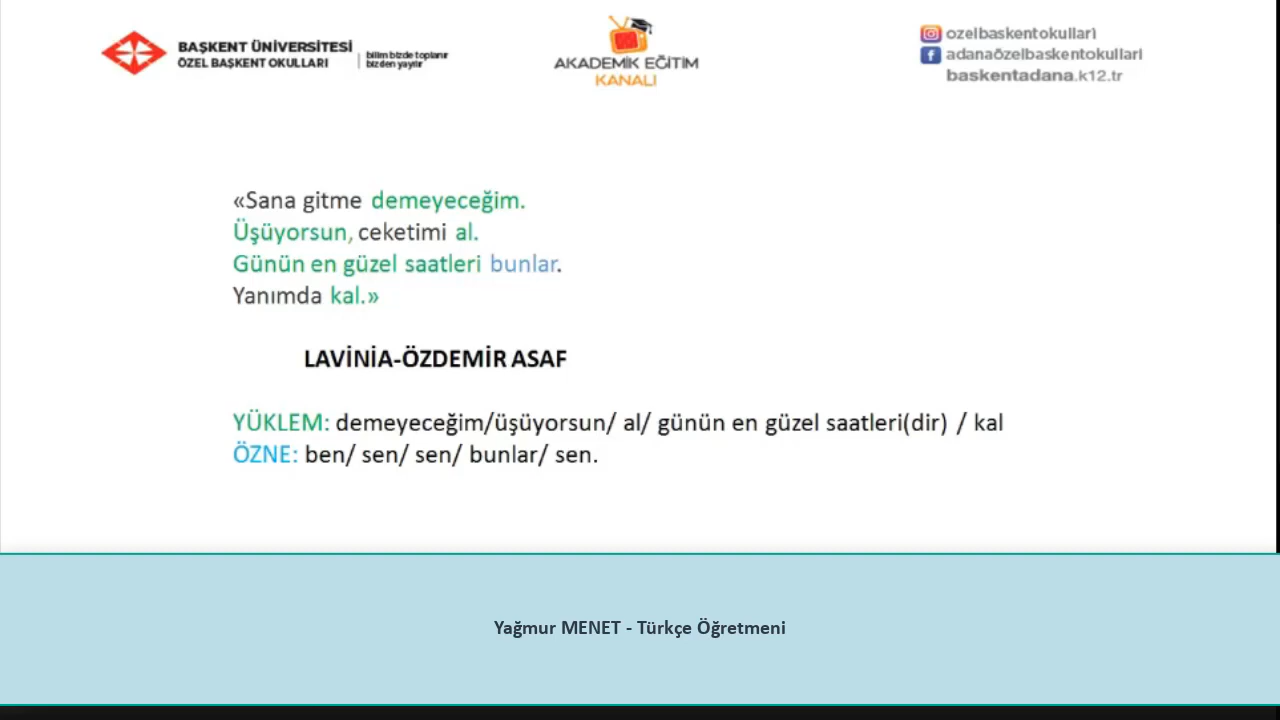 BAŞKENT ÜNİVERSİTESİ
ÖZEL BAŞKENT OKULLARI
bilim bizde toplanır
bizden yayılır
AKADEMİK EĞİTİM
KANALI
ozelbaskentokulları
adanaözelbaskentokulları
baskentadana.k12.tr
«Sana gitme demeyeceğim.
Üşüyorsun, ceketimi al.
Günün en güzel saatleri bunlar.
Yanımda kal.»
LAVİNİA-ÖZDEMİR ASAF
YÜKLEM: demeyeceğim/üşüyorsun/ al/ günün en güzel saatleri(dir) / kal
ÖZNE: ben/ sen/ sen/ bunlar/ sen.
Yağmur MENET - Türkçe Öğretmeni